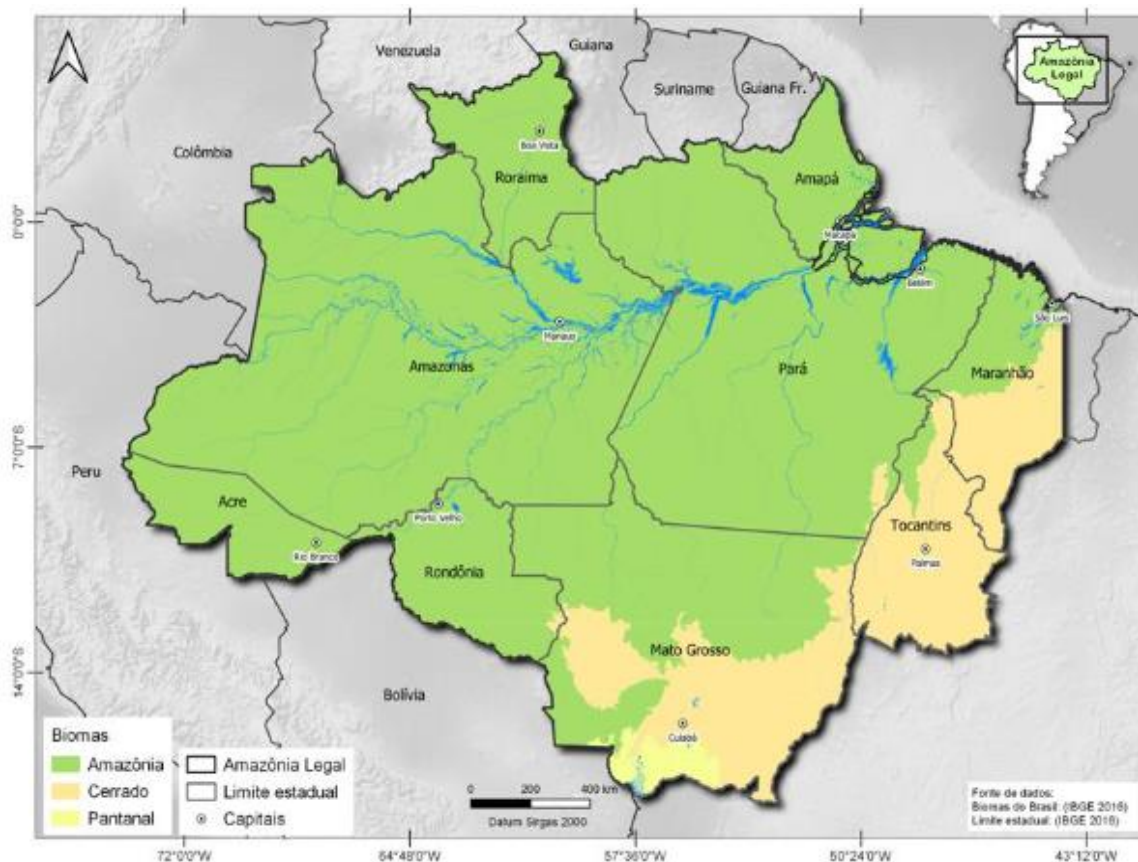 Venezuela
Guiana
Suriname
Guiana Fr.
Amazônia
Legal
Colômbia
Boa Vista
Roraima
Amapá
Macapá
0°0'0"
Belém
São Luís
Manaus
Amazonas
Pará
Maranhão
7°0'0"S
Peru
Acre
Porto Velho
Rio Branco
Rondônia
Tocantins
Palmas
14°0'0"S
Mato Grosso
Bolívia
Cuiabá
Biomas
Amazônia
Cerrado
Pantanal
Amazônia Legal
Limite estadual
Capitais
0 200 400 km
Datum Sirgas 2000
Fonte de dados:
Biomas do Brasil: (IBGE 2016)
Limite estadual: (IBGE 2016)
72°0'0"W
64°48'0"W
57°36'0"W
50°24'0"W
43°12'0"W